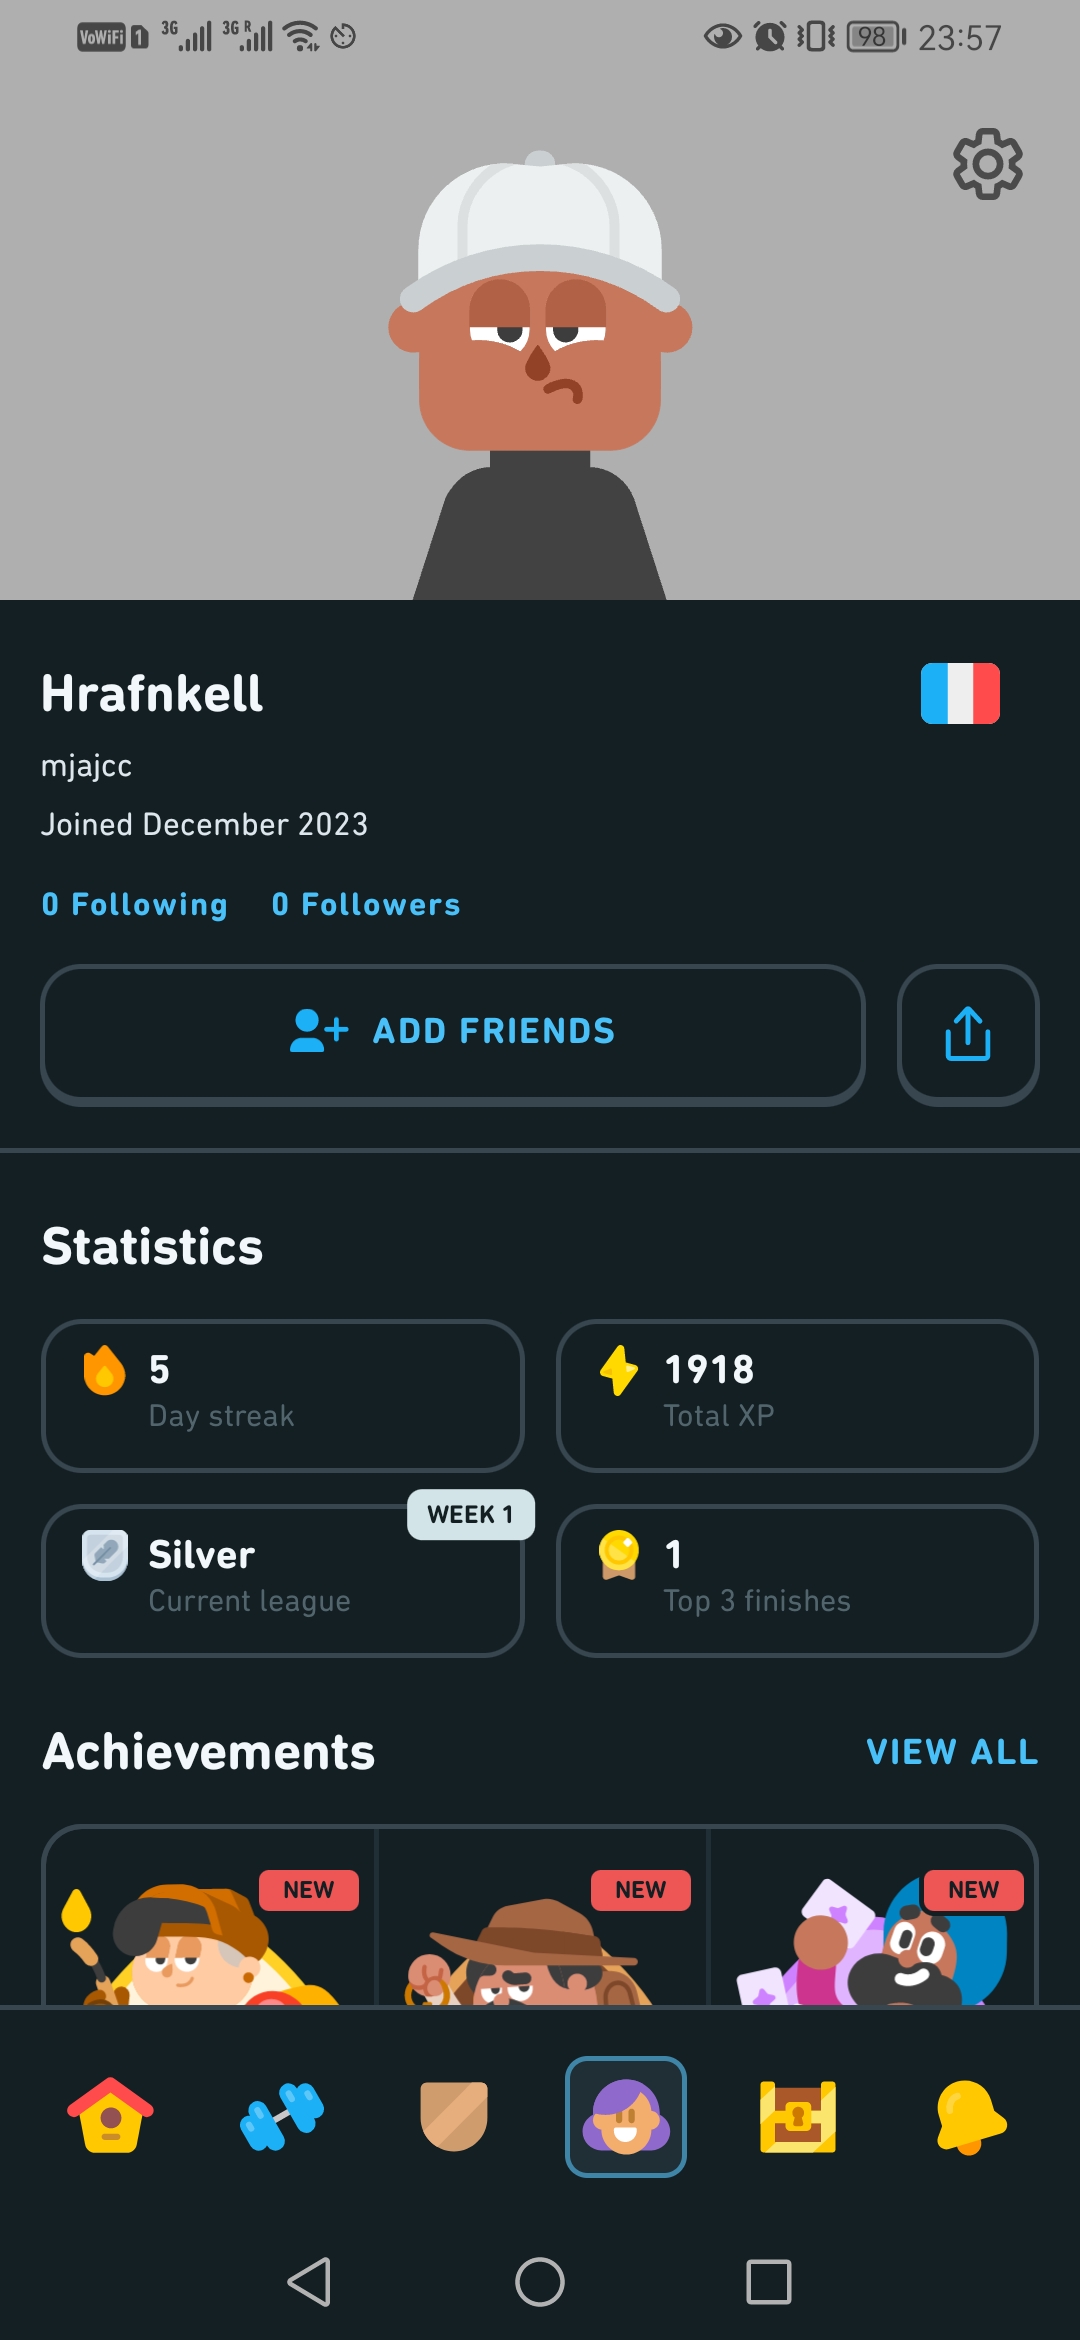 VoWiFi 1 3G 3G R 98 23:57
Hrafnkell
mjajcc
Joined December 2023
0 Following 0 Followers
ADD FRIENDS
Statistics
5 1918
Day streak Total XP
WEEK 1
Silver 1
Current league Top 3 finishes
Achievements VIEW ALL
NEW NEW NEW